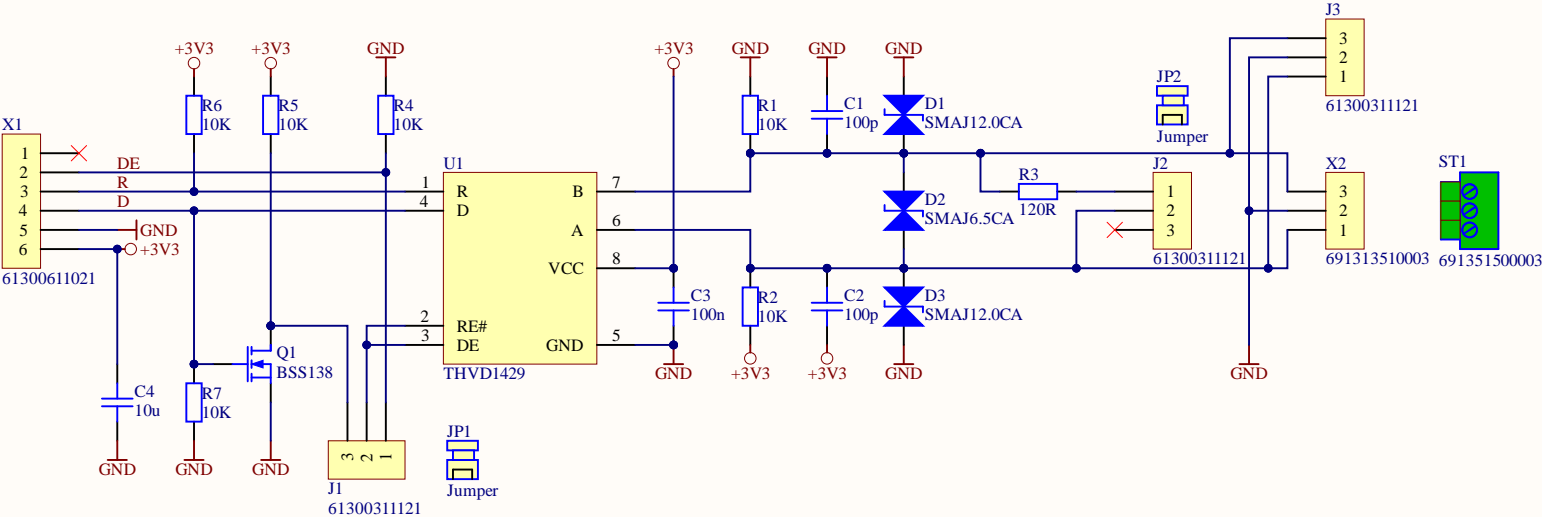 J3
+3V3
+3V3
GND
+3V3
GND
GND
GND
3
2
1
61300311121
R6
10K
R5
10K
R4
10K
R1
10K
C1
100p
D1
SMAJ12.0CA
JP2
Jumper
X1
1
2
3
4
5
6
61300611021
DE
R
D
GND
+3V3
U1
1
4
2
3
R
D
RE#
DE
B
A
VCC
GND
7
6
8
5
THVD1429
D2
SMAJ6.5CA
R3
120R
J2
1
2
3
61300311121
X2
3
2
1
691313510003
ST1
691351500003
C3
100n
R2
10K
C2
100p
D3
SMAJ12.0CA
GND
+3V3
+3V3
GND
GND
Q1
BSS138
C4
10u
R7
10K
GND
GND
GND
3
2
1
J1
61300311121
JP1
Jumper